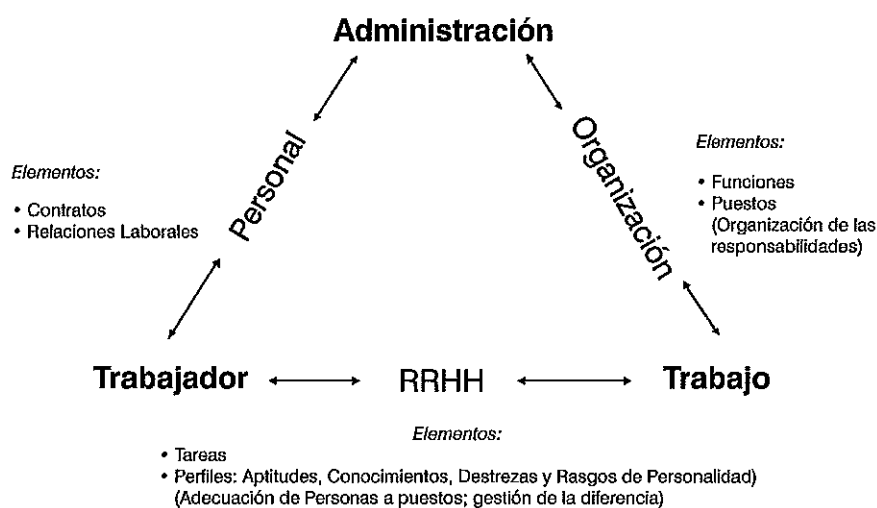 Administración
Personal
Organización
Elementos:
• Contratos
• Relaciones Laborales
Elementos:
• Funciones
• Puestos
(Organización de las
responsabilidades)
Trabajador
RRHH
Trabajo
Elementos:
• Tareas
• Perfiles: Aptitudes, Conocimientos, Destrezas y Rasgos de Personalidad)
(Adecuación de Personas a puestos; gestión de la diferencia)